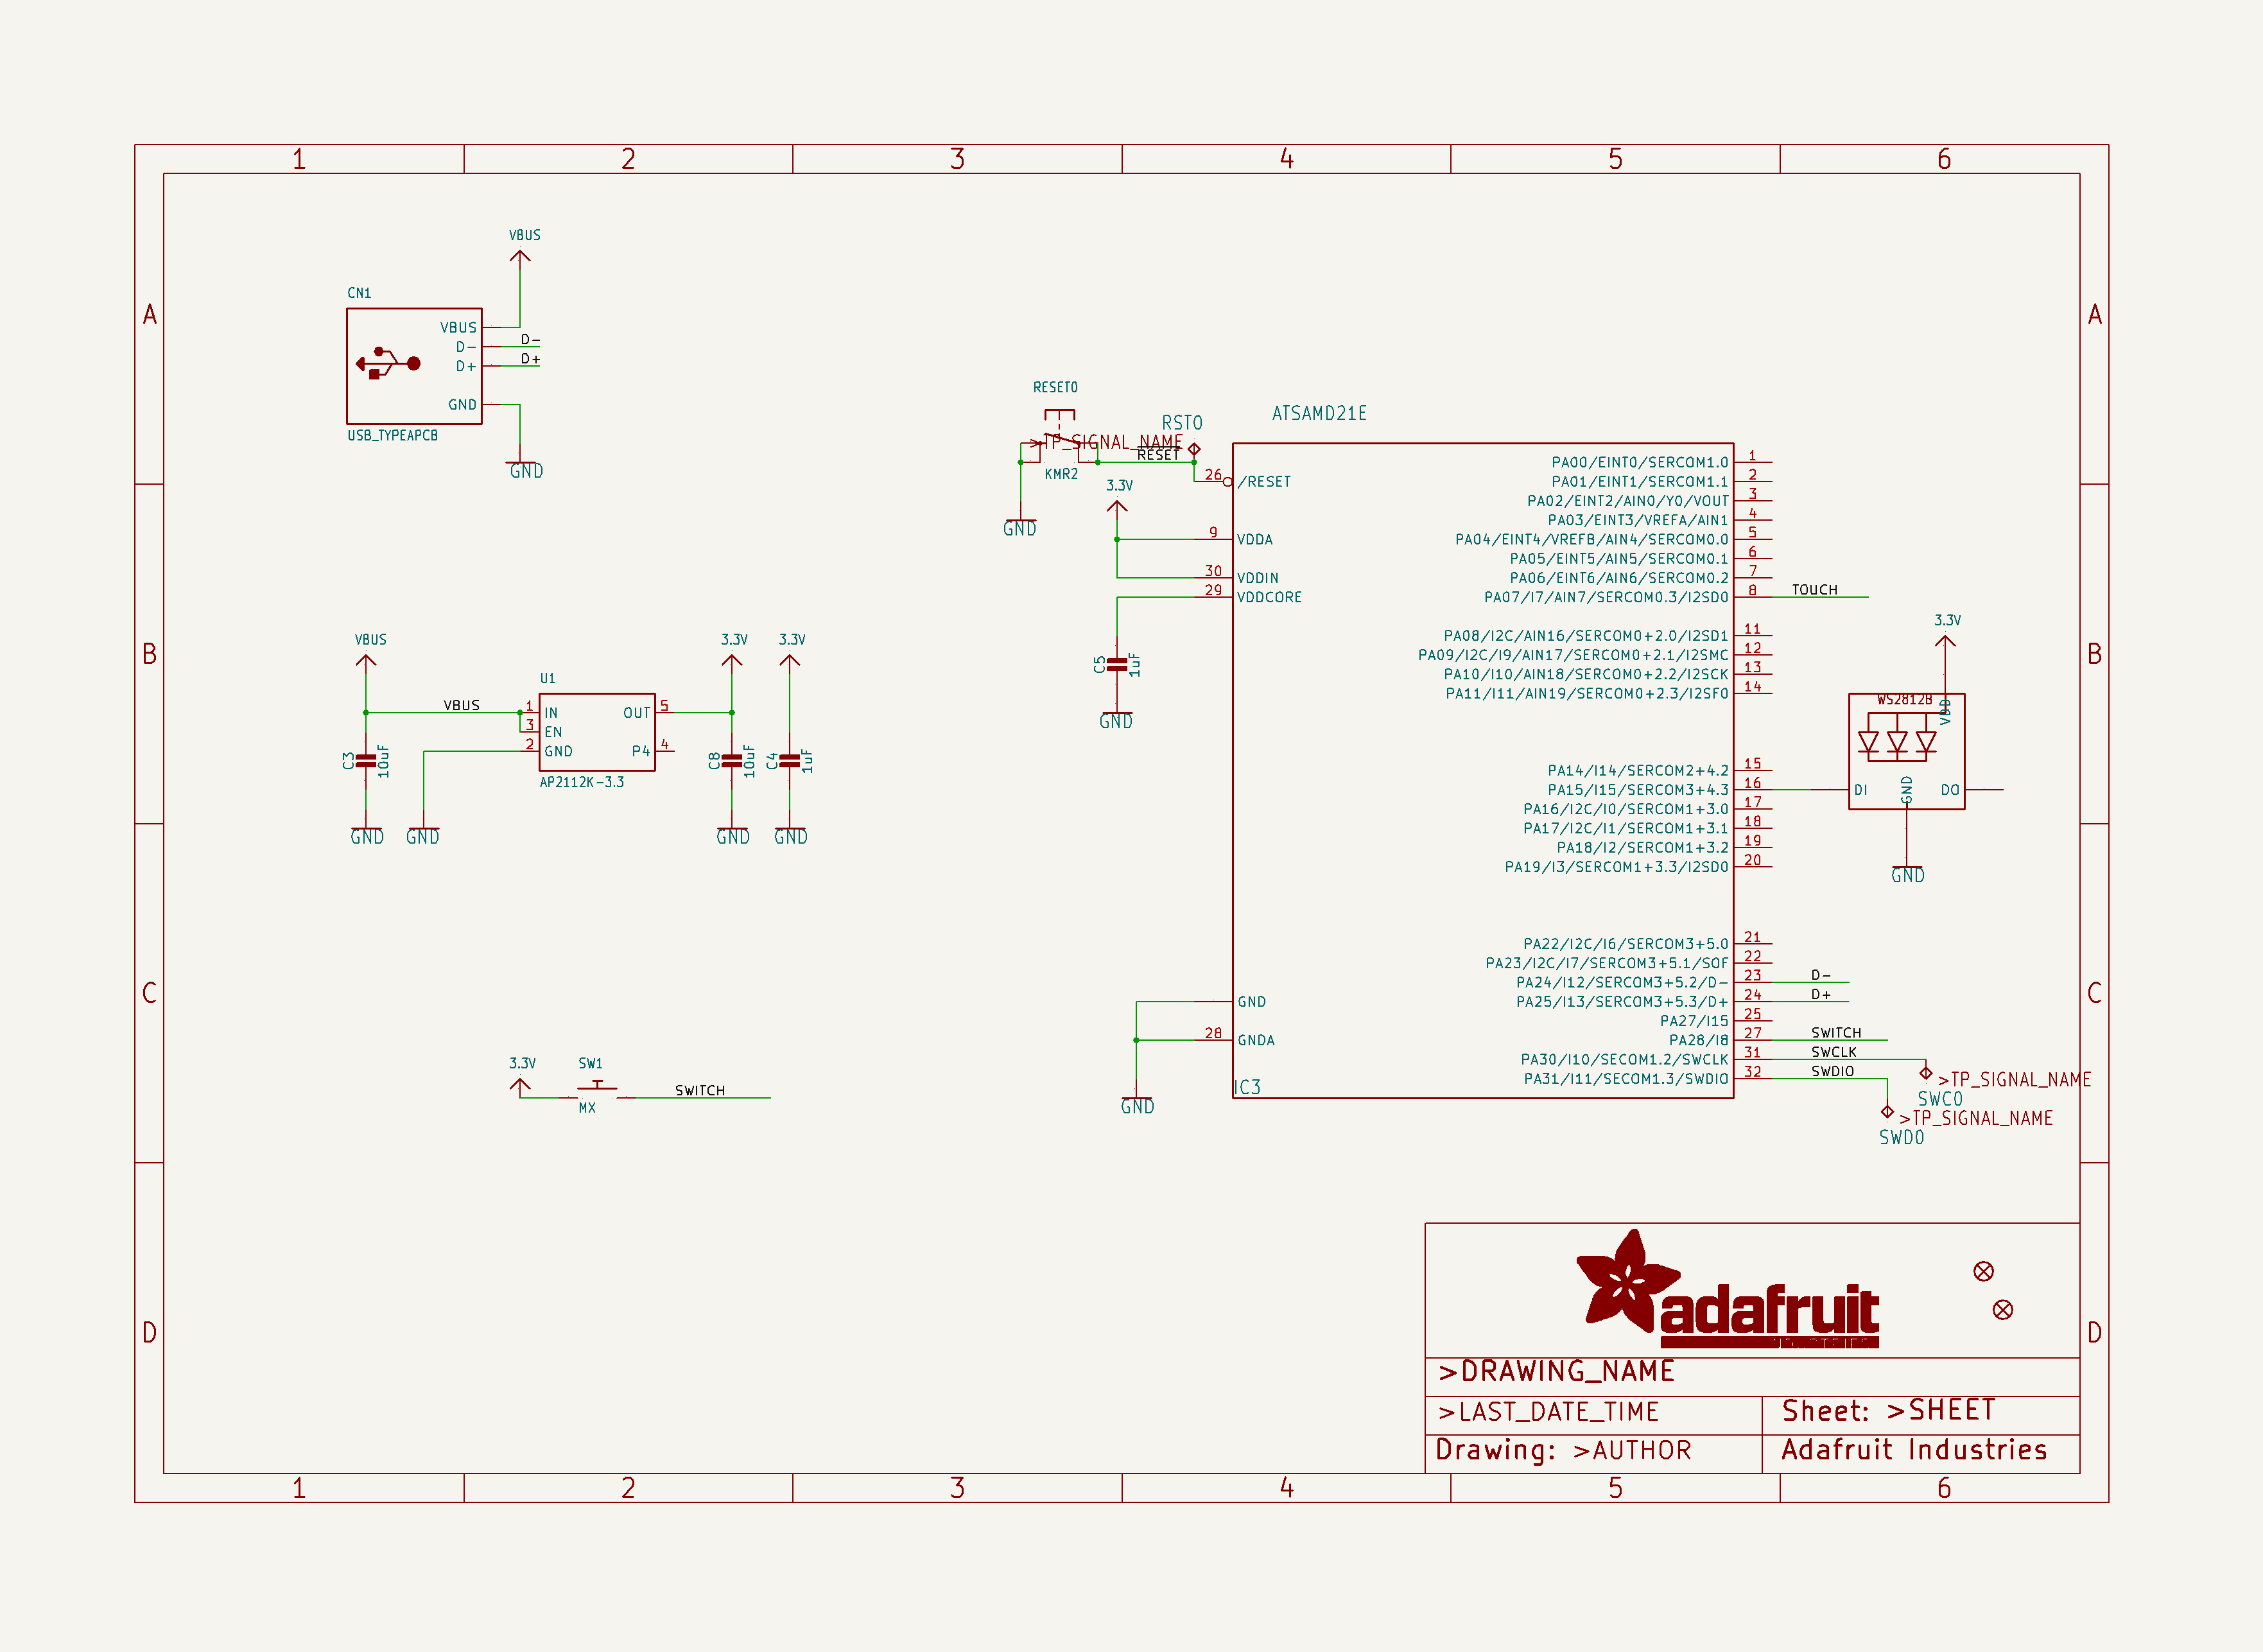 1 2 3 4 5 6
A A
B B
C C
D D
VBUS
CN1
VBUS
D-
D+
GND
D-
D+
USB_TYPEAPCB
GND
RESET0
>TP_SIGNAL_NAME
RST0
RESET
KMR2
GND
3.3V
ATSAMD21E
26 /RESET
9 VDDA
30 VDDIN
29 VDDCORE
C5
1uF
GND
GND
28 GNDA
GND
IC3
PA00/EINT0/SERCOM1.0 1
PA01/EINT1/SERCOM1.1 2
PA02/EINT2/AIN0/Y0/VOUT 3
PA03/EINT3/VREFA/AIN1 4
PA04/EINT4/VREFB/AIN4/SERCOM0.0 5
PA05/EINT5/AIN5/SERCOM0.1 6
PA06/EINT6/AIN6/SERCOM0.2 7
PA07/I7/AIN7/SERCOM0.3/I2SD0 8 TOUCH
PA08/I2C/AIN16/SERCOM0+2.0/I2SD1 11
PA09/I2C/I9/AIN17/SERCOM0+2.1/I2SMC 12
PA10/I10/AIN18/SERCOM0+2.2/I2SCK 13
PA11/I11/AIN19/SERCOM0+2.3/I2SF0 14
PA14/I14/SERCOM2+4.2 15
PA15/I15/SERCOM3+4.3 16
PA16/I2C/I0/SERCOM1+3.0 17
PA17/I2C/I1/SERCOM1+3.1 18
PA18/I2/SERCOM1+3.2 19
PA19/I3/SERCOM1+3.3/I2SD0 20
PA22/I2C/I6/SERCOM3+5.0 21
PA23/I2C/I7/SERCOM3+5.1/SOF 22
PA24/I12/SERCOM3+5.2/D- 23 D-
PA25/I13/SERCOM3+5.3/D+ 24 D+
PA27/I15 25
PA28/I8 27 SWITCH
PA30/I10/SECOM1.2/SWCLK 31 SWCLK
PA31/I11/SECOM1.3/SWDIO 32 SWDIO
>TP_SIGNAL_NAME
SWC0
>TP_SIGNAL_NAME
SWD0
3.3V
WS2812B
VDD
DI GND DO
GND
VBUS
VBUS
C3
10uF
GND
GND
U1
1 IN
3 EN
2 GND
OUT 5
P4 4
AP2112K-3.3
3.3V 3.3V
C8
10uF
C4
1uF
GND GND
3.3V
SW1
MX
SWITCH
adafruit
>DRAWING_NAME
>LAST_DATE_TIME
Sheet: >SHEET
Drawing: >AUTHOR
Adafruit Industries
1 2 3 4 5 6